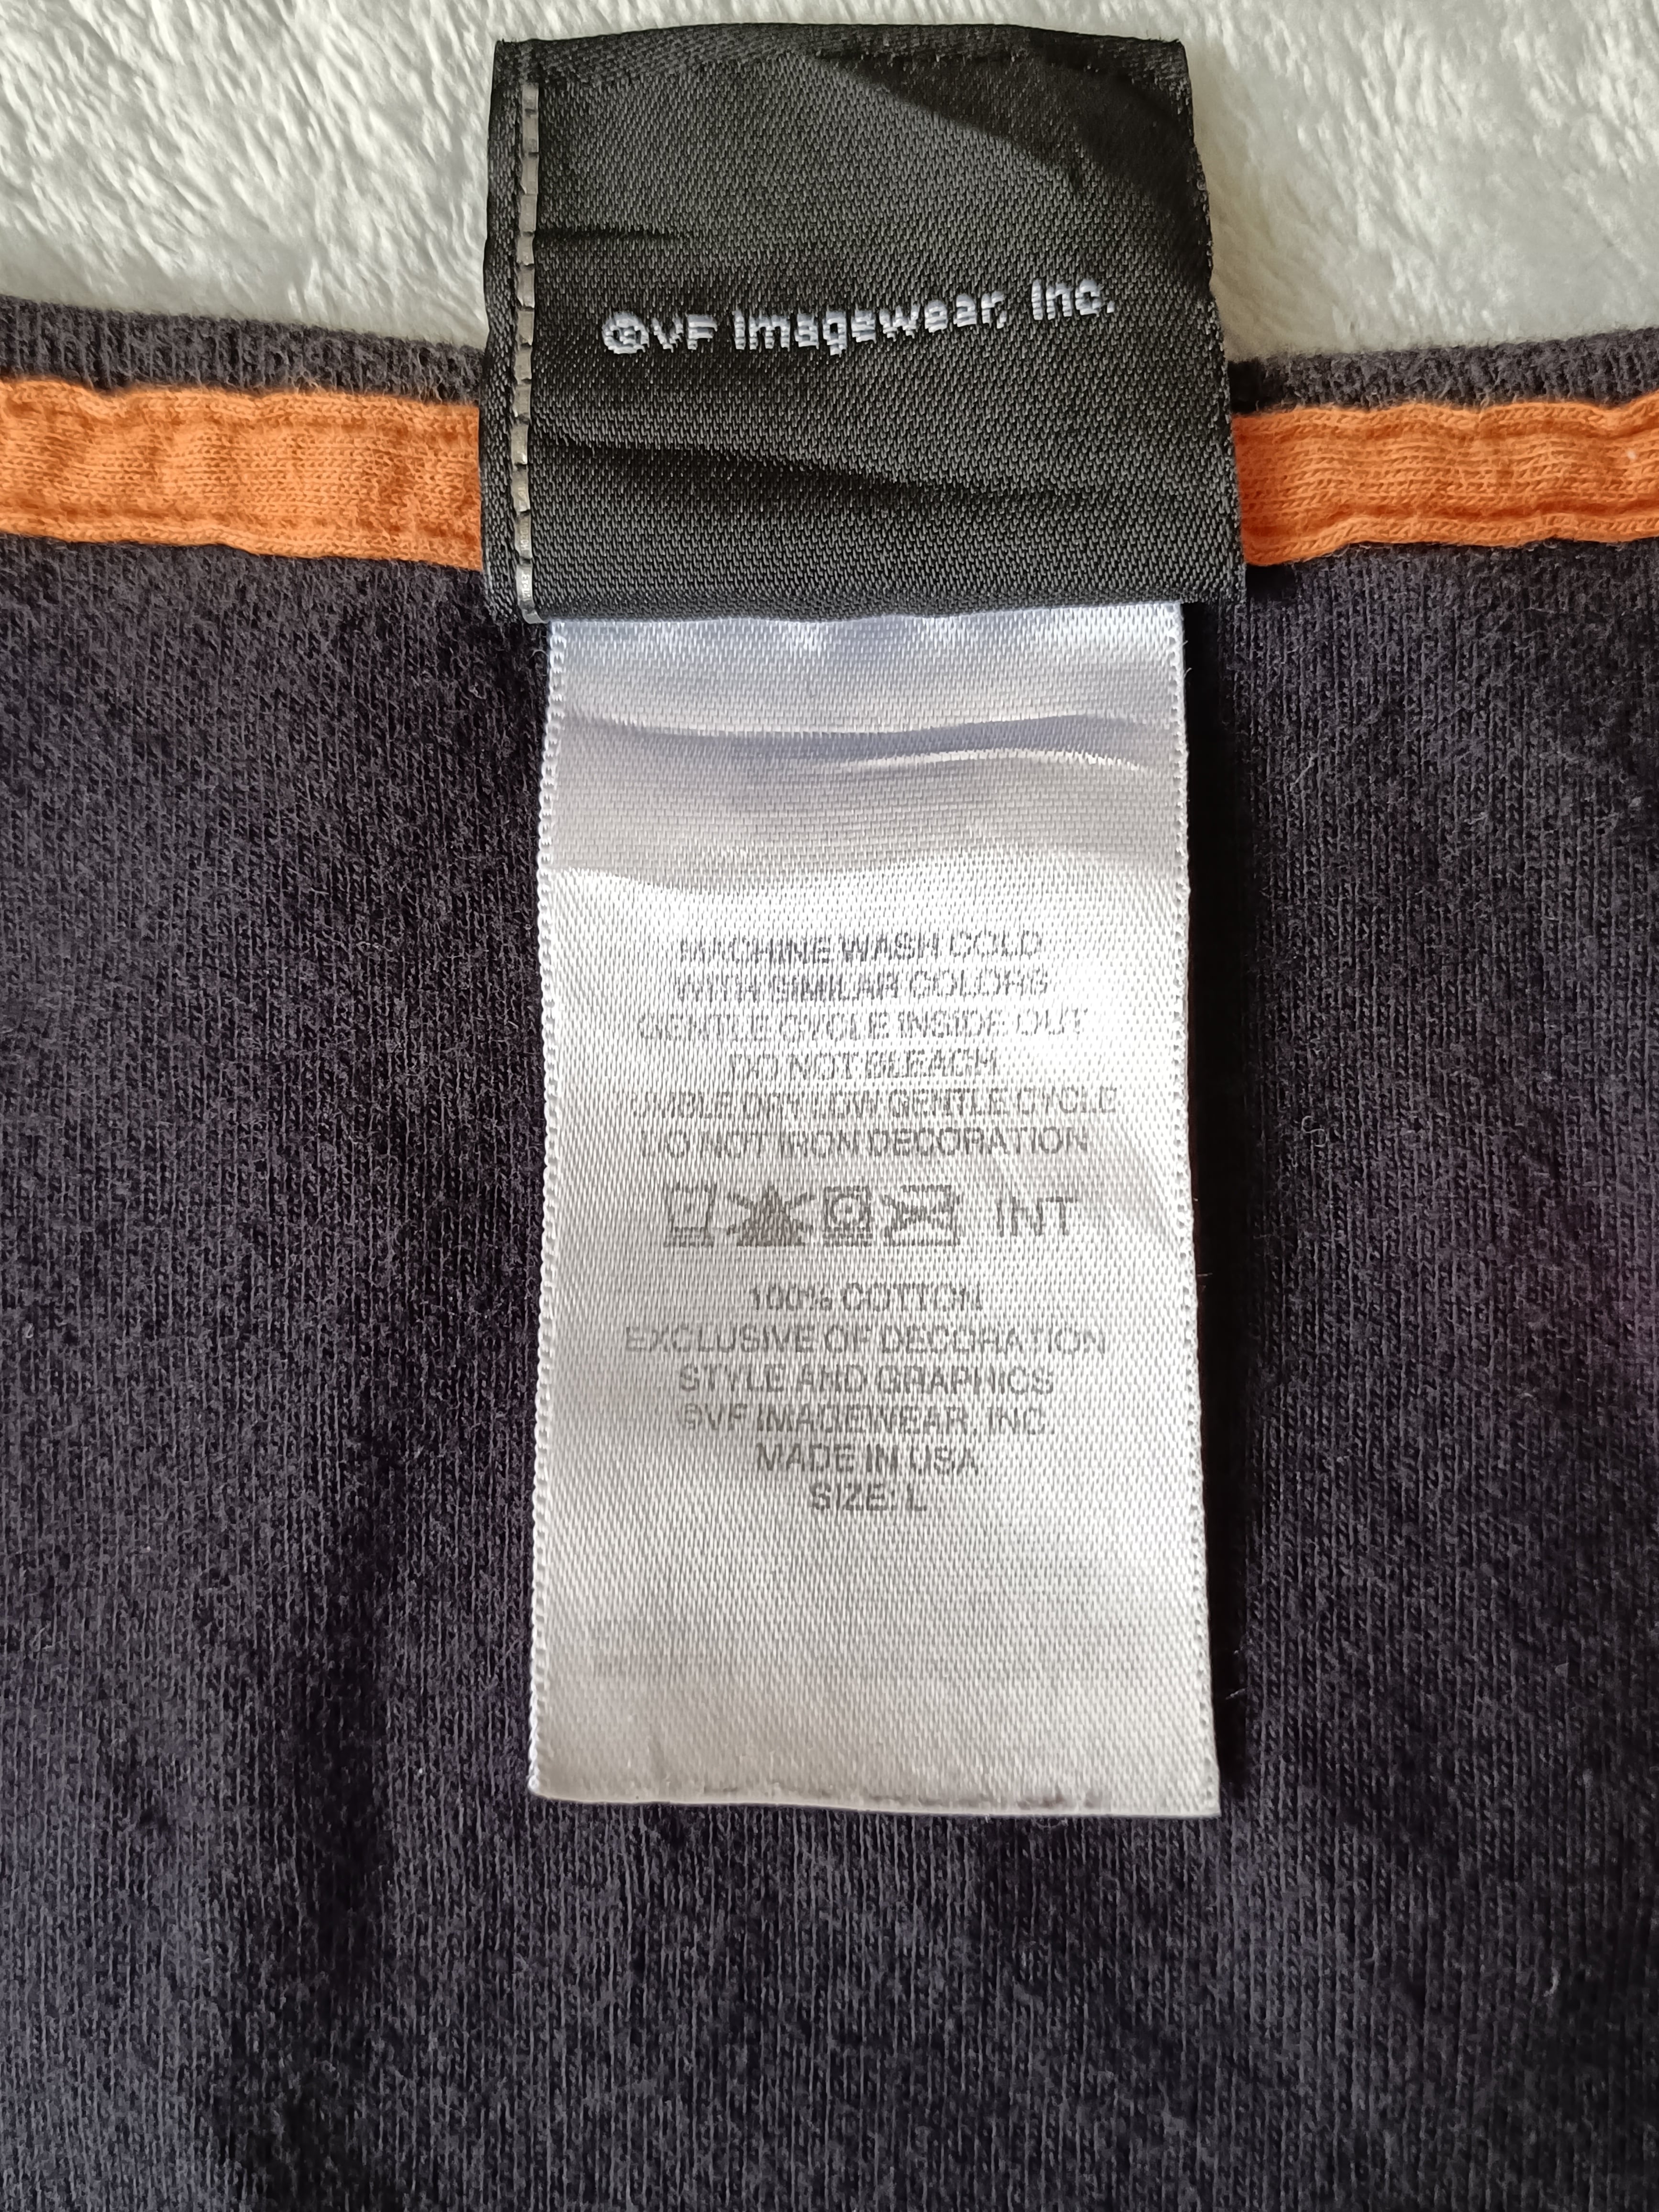 ©VF Imagewear, Inc.
MACHINE WASH COLD
WITH SIMILAR COLORS
GENTLE CYCLE INSIDE OUT
DO NOT BLEACH
UMBLE DRY LOW GENTLE CYCLE
DO NOT IRON DECORATION
INT
100% COTTON
EXCLUSIVE OF DECORATION
STYLE AND GRAPHICS
©VF IMAGEWEAR, INC
MADE IN USA
SIZE: L